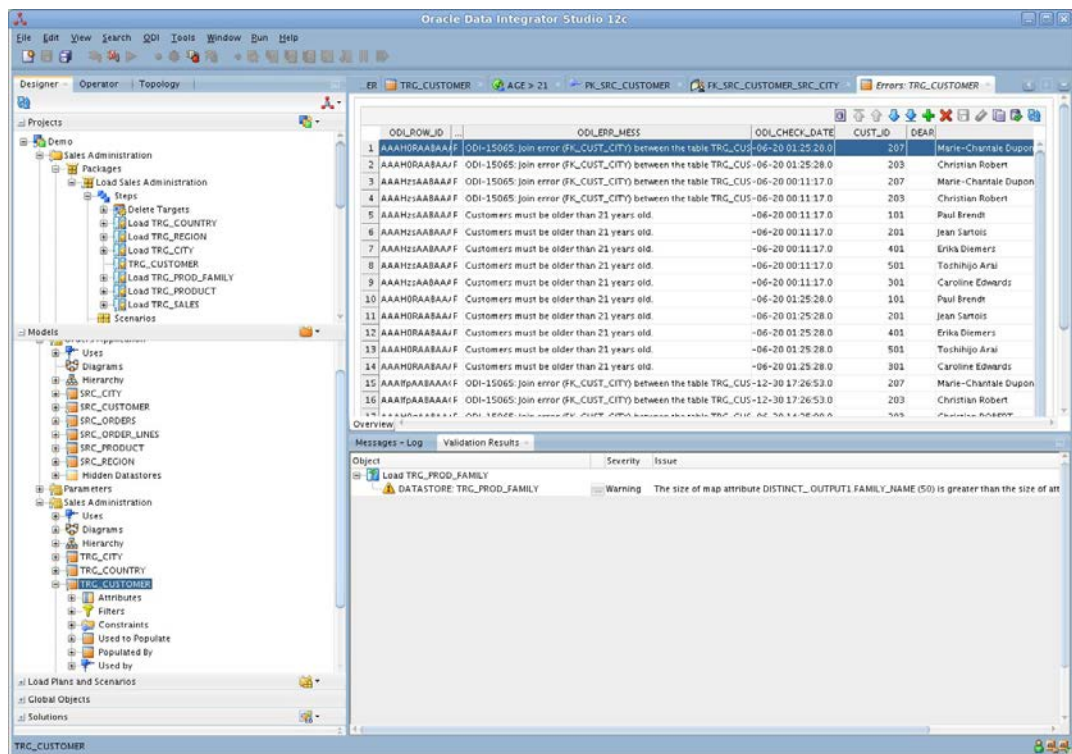 Oracle Data Integrator Studio 12c
File Edit View Search ODI Tools Window Run Help
Designer Operator Topology
Projects
Demo
Sales Administration
Packages
Load Sales Administration
Steps
Delete Targets
Load TRG_COUNTRY
Load TRG_REGION
Load TRG_CITY
TRG_CUSTOMER
Load TRG_PROD_FAMILY
Load TRG_PRODUCT
Load TRG_SALES
Scenarios
Models
Orders Application
Uses
Diagrams
Hierarchy
SRC_CITY
SRC_CUSTOMER
SRC_ORDERS
SRC_ORDER_LINES
SRC_PRODUCT
SRC_REGION
Hidden Datastores
Parameters
Sales Administration
Uses
Diagrams
Hierarchy
TRG_CITY
TRG_COUNTRY
TRG_CUSTOMER
Attributes
Filters
Constraints
Used to Populate
Populated By
Used by
Load Plans and Scenarios
Global Objects
Solutions
TRG_CUSTOMER
...ER TRG_CUSTOMER AGE > 21 PK_SRC_CUSTOMER FK_SRC_CUSTOMER_SRC_CITY Errors: TRG_CUSTOMER
ODI_ROW_ID ... ODI_ERR_MESS ODI_CHECK_DATE CUST_ID DEAR
1 F ODI-15065: Join error (FK_CUST_CITY) between the table TRG_CUS -06-20 01:25:28.0 207 Marie-Chantale Dupon
2 F ODI-15065: Join error (FK_CUST_CITY) between the table TRG_CUS -06-20 01:25:28.0 203 Christian Robert
3 F ODI-15065: Join error (FK_CUST_CITY) between the table TRG_CUS -06-20 00:11:17.0 207 Marie-Chantale Dupon
4 F ODI-15065: Join error (FK_CUST_CITY) between the table TRG_CUS -06-20 00:11:17.0 203 Christian Robert
5 F Customers must be older than 21 years old. -06-20 00:11:17.0 101 Paul Brendt
6 F Customers must be older than 21 years old. -06-20 00:11:17.0 201 Jean Sartois
7 F Customers must be older than 21 years old. -06-20 00:11:17.0 401 Erika Diemers
8 F Customers must be older than 21 years old. -06-20 00:11:17.0 501 Toshihijo Arai
9 F Customers must be older than 21 years old. -06-20 00:11:17.0 301 Caroline Edwards
10 F Customers must be older than 21 years old. -06-20 01:25:28.0 101 Paul Brendt
11 F Customers must be older than 21 years old. -06-20 01:25:28.0 201 Jean Sartois
12 F Customers must be older than 21 years old. -06-20 01:25:28.0 401 Erika Diemers
13 F Customers must be older than 21 years old. -06-20 01:25:28.0 501 Toshihijo Arai
14 F Customers must be older than 21 years old. -06-20 01:25:28.0 301 Caroline Edwards
15 F ODI-15065: Join error (FK_CUST_CITY) between the table TRG_CUS -12-30 17:26:53.0 207 Marie-Chantale Dupon
16 F ODI-15065: Join error (FK_CUST_CITY) between the table TRG_CUS -12-30 17:26:53.0 203 Christian Robert
Overview
Messages - Log Validation Results
Object Severity Issue
Load TRG_PROD_FAMILY
DATASTORE: TRG_PROD_FAMILY Warning The size of map attribute DISTINCT_.OUTPUT1.FAMILY_NAME (50) is greater than the size of att